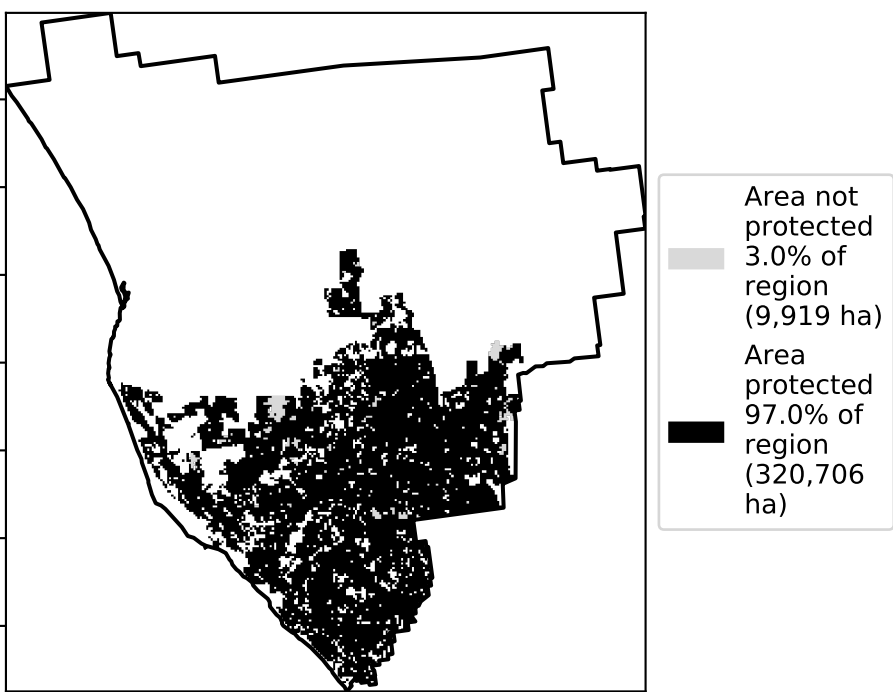 Area not
protected
3.0% of
region
(9,919 ha)
Area
protected
97.0% of
region
(320,706
ha)